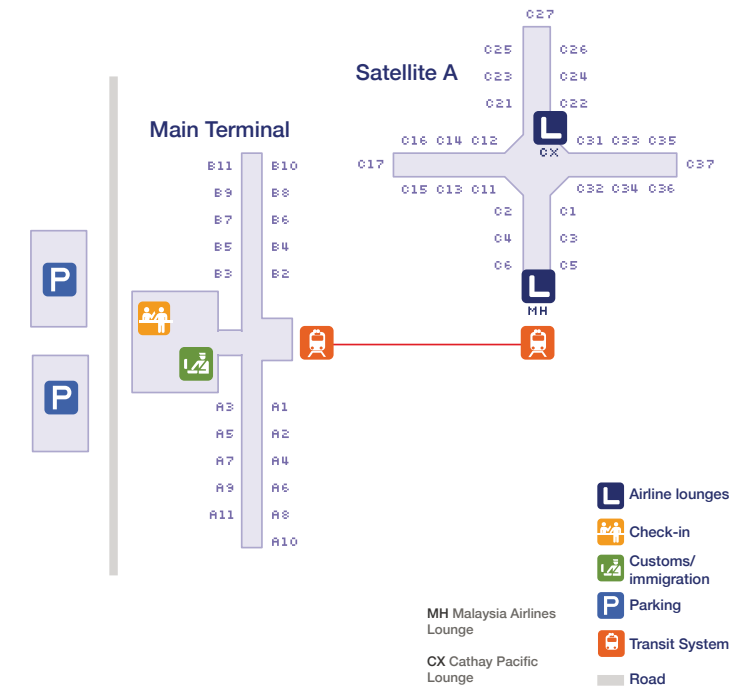 C27
C25 C26
Satellite A
C23 C24
C21 C22
L
Main Terminal
C16 C14 C12 C31 C33 C35
CX
C17 C37
C15 C13 C11 C32 C34 C36
B11 B10
B9 B8
B7 B6
B5 B4
B3 B2
C2 C1
C4 C3
C6 C5
L
MH
P
P
A3 A1
A5 A2
A7 A4
A9 A6
A11 A8
A10
L Airline lounges
Check-in
Customs/
immigration
P Parking
Transit System
Road
MH Malaysia Airlines
Lounge
CX Cathay Pacific
Lounge